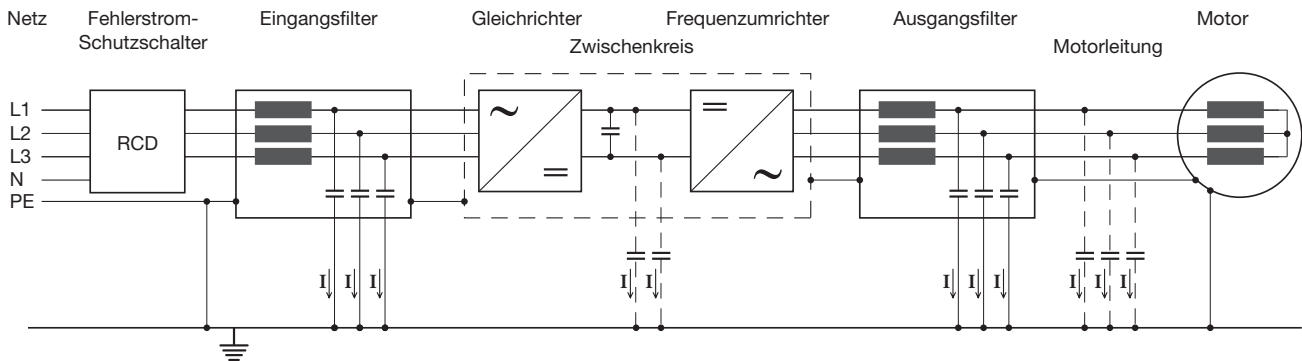 Netz
Fehlerstrom-
Schutzschalter
Eingangsfilter
Gleichrichter
Zwischenkreis
Frequenzumrichter
Ausgangsfilter
Motorleitung
Motor
L1
L2
L3
N
PE
RCD
I I I
I I
I I I
I I I